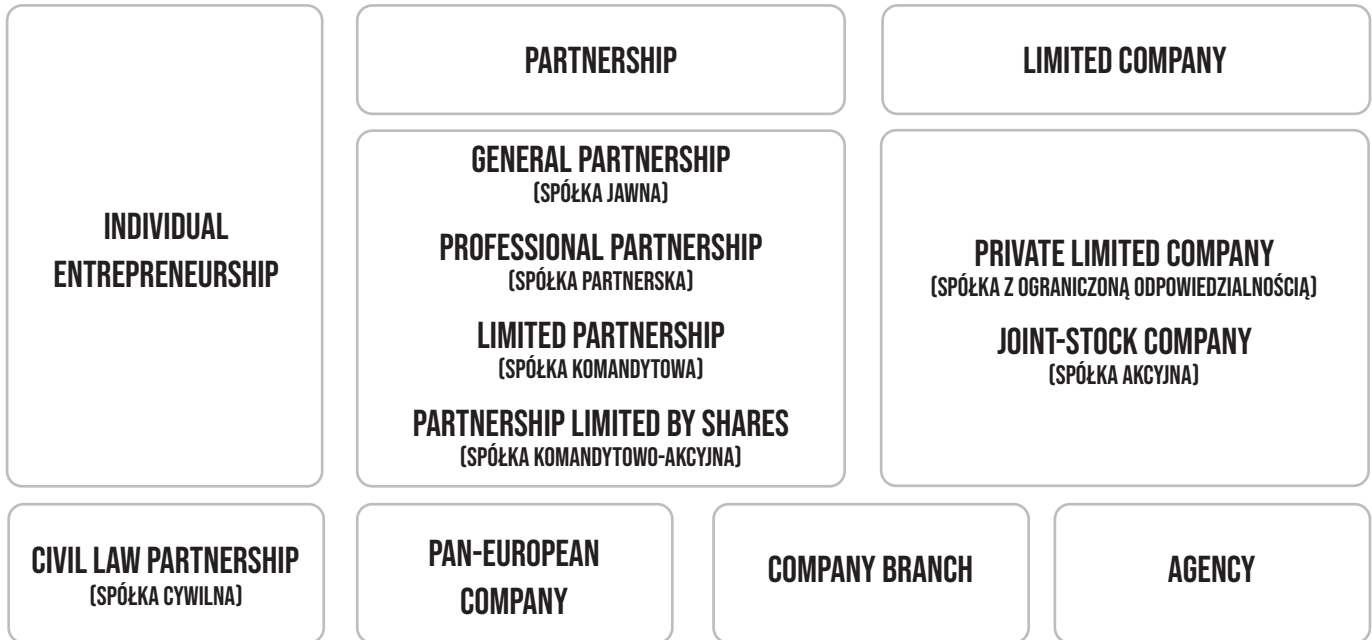 INDIVIDUAL
ENTREPRENEURSHIP
PARTNERSHIP
GENERAL PARTNERSHIP
(SPÓŁKA JAWNA)
PROFESSIONAL PARTNERSHIP
(SPÓŁKA PARTNERSKA)
LIMITED PARTNERSHIP
(SPÓŁKA KOMANDYTOWA)
PARTNERSHIP LIMITED BY SHARES
(SPÓŁKA KOMANDYTOWO-AKCYJNA)
LIMITED COMPANY
PRIVATE LIMITED COMPANY
(SPÓŁKA Z OGRANICZONĄ ODPOWIEDZIALNOŚCIĄ)
JOINT-STOCK COMPANY
(SPÓŁKA AKCYJNA)
CIVIL LAW PARTNERSHIP
(SPÓŁKA CYWILNA)
PAN-EUROPEAN
COMPANY
COMPANY BRANCH
AGENCY